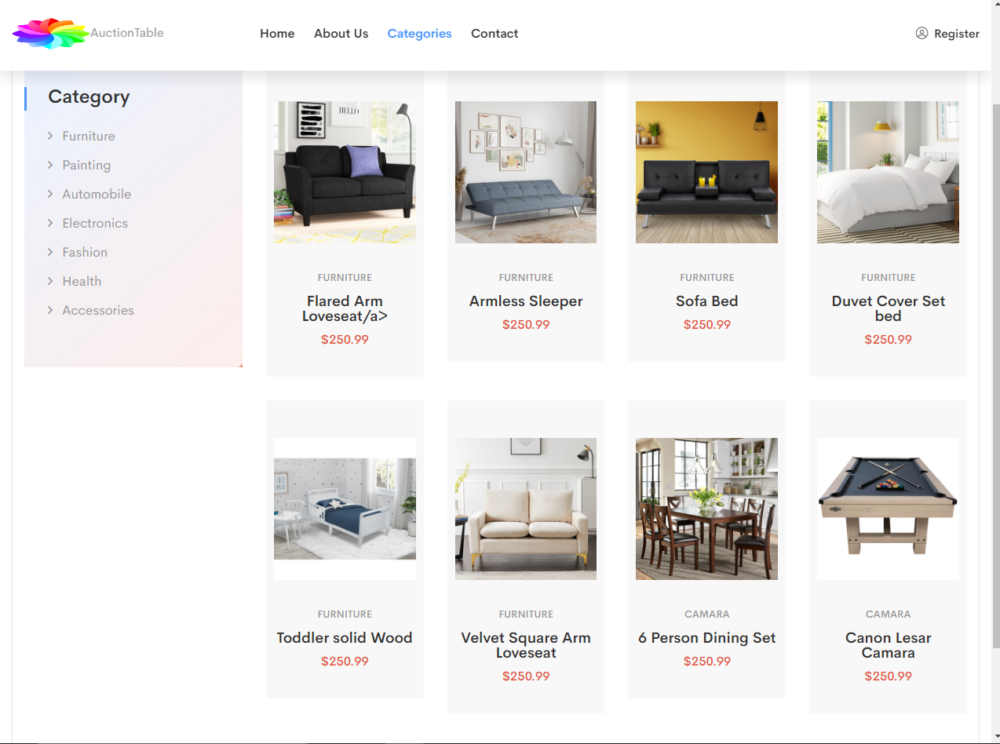 AuctionTable
Home
About Us
Categories
Contact
Register
Category
Furniture
Painting
Automobile
Electronics
Fashion
Health
Accessories
HELLO
FURNITURE
Flared Arm
Loveseat/a>
$250.99
FURNITURE
Armless Sleeper
$250.99
FURNITURE
Sofa Bed
$250.99
FURNITURE
Duvet Cover Set
bed
$250.99
FURNITURE
Toddler solid Wood
$250.99
FURNITURE
Velvet Square Arm
Loveseat
$250.99
CAMARA
6 Person Dining Set
$250.99
CAMARA
Canon Lesar
Camara
$250.99